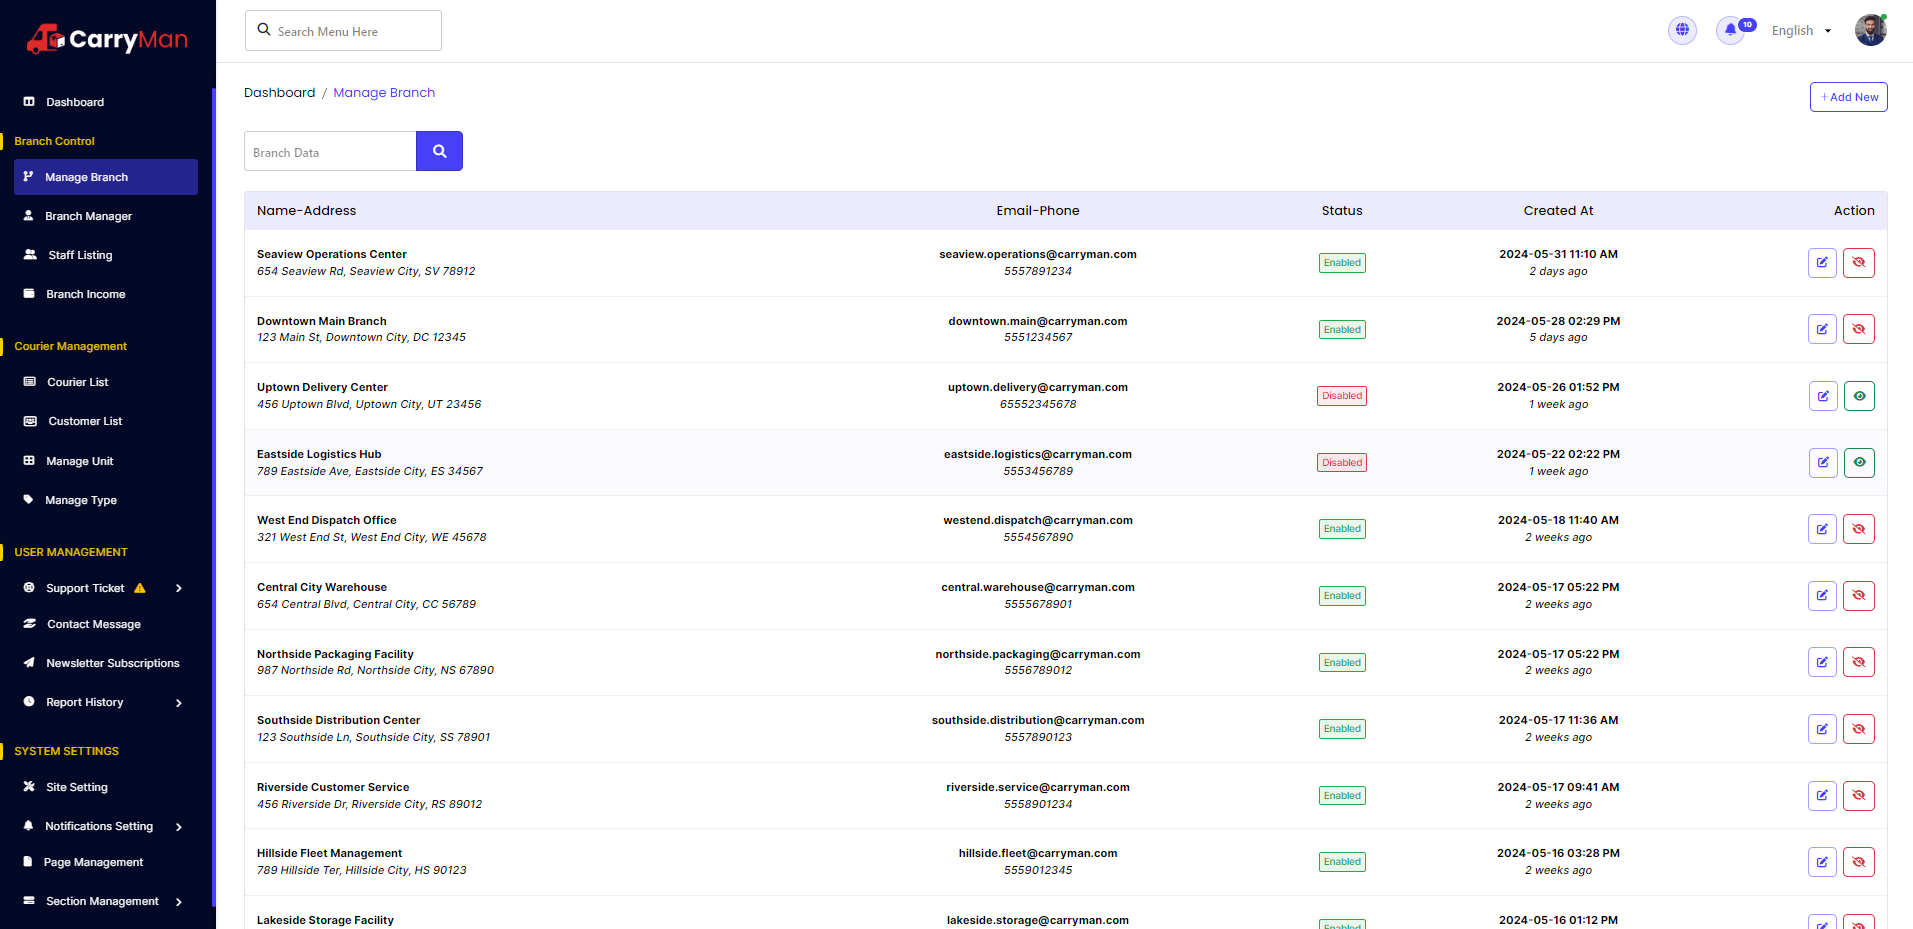 CarryMan
Search Menu Here
10
English
Dashboard
Branch Control
Manage Branch
Branch Manager
Staff Listing
Branch Income
Courier Management
Courier List
Customer List
Manage Unit
Manage Type
USER MANAGEMENT
Support Ticket
Contact Message
Newsletter Subscriptions
Report History
SYSTEM SETTINGS
Site Setting
Notifications Setting
Page Management
Section Management
Dashboard / Manage Branch
+Add New
Branch Data
Name-Address Email-Phone Status Created At Action
Seaview Operations Center seaview.operations@carryman.com Enabled 2024-05-31 11:10 AM
654 Seaview Rd, Seaview City, SV 78912 5557891234 2 days ago
Downtown Main Branch downtown.main@carryman.com Enabled 2024-05-28 02:29 PM
123 Main St, Downtown City, DC 12345 5551234567 5 days ago
Uptown Delivery Center uptown.delivery@carryman.com Disabled 2024-05-26 01:52 PM
456 Uptown Blvd, Uptown City, UT 23456 65552345678 1 week ago
Eastside Logistics Hub eastside.logistics@carryman.com Disabled 2024-05-22 02:22 PM
789 Eastside Ave, Eastside City, ES 34567 5553456789 1 week ago
West End Dispatch Office westend.dispatch@carryman.com Enabled 2024-05-18 11:40 AM
321 West End St, West End City, WE 45678 5554567890 2 weeks ago
Central City Warehouse central.warehouse@carryman.com Enabled 2024-05-17 05:22 PM
654 Central Blvd, Central City, CC 56789 5555678901 2 weeks ago
Northside Packaging Facility northside.packaging@carryman.com Enabled 2024-05-17 05:22 PM
987 Northside Rd, Northside City, NS 67890 5556789012 2 weeks ago
Southside Distribution Center southside.distribution@carryman.com Enabled 2024-05-17 11:36 AM
123 Southside Ln, Southside City, SS 78901 5557890123 2 weeks ago
Riverside Customer Service riverside.service@carryman.com Enabled 2024-05-17 09:41 AM
456 Riverside Dr, Riverside City, RS 89012 5558901234 2 weeks ago
Hillside Fleet Management hillside.fleet@carryman.com Enabled 2024-05-16 03:28 PM
789 Hillside Ter, Hillside City, HS 90123 5559012345 2 weeks ago
Lakeside Storage Facility lakeside.storage@carryman.com Enabled 2024-05-16 01:12 PM